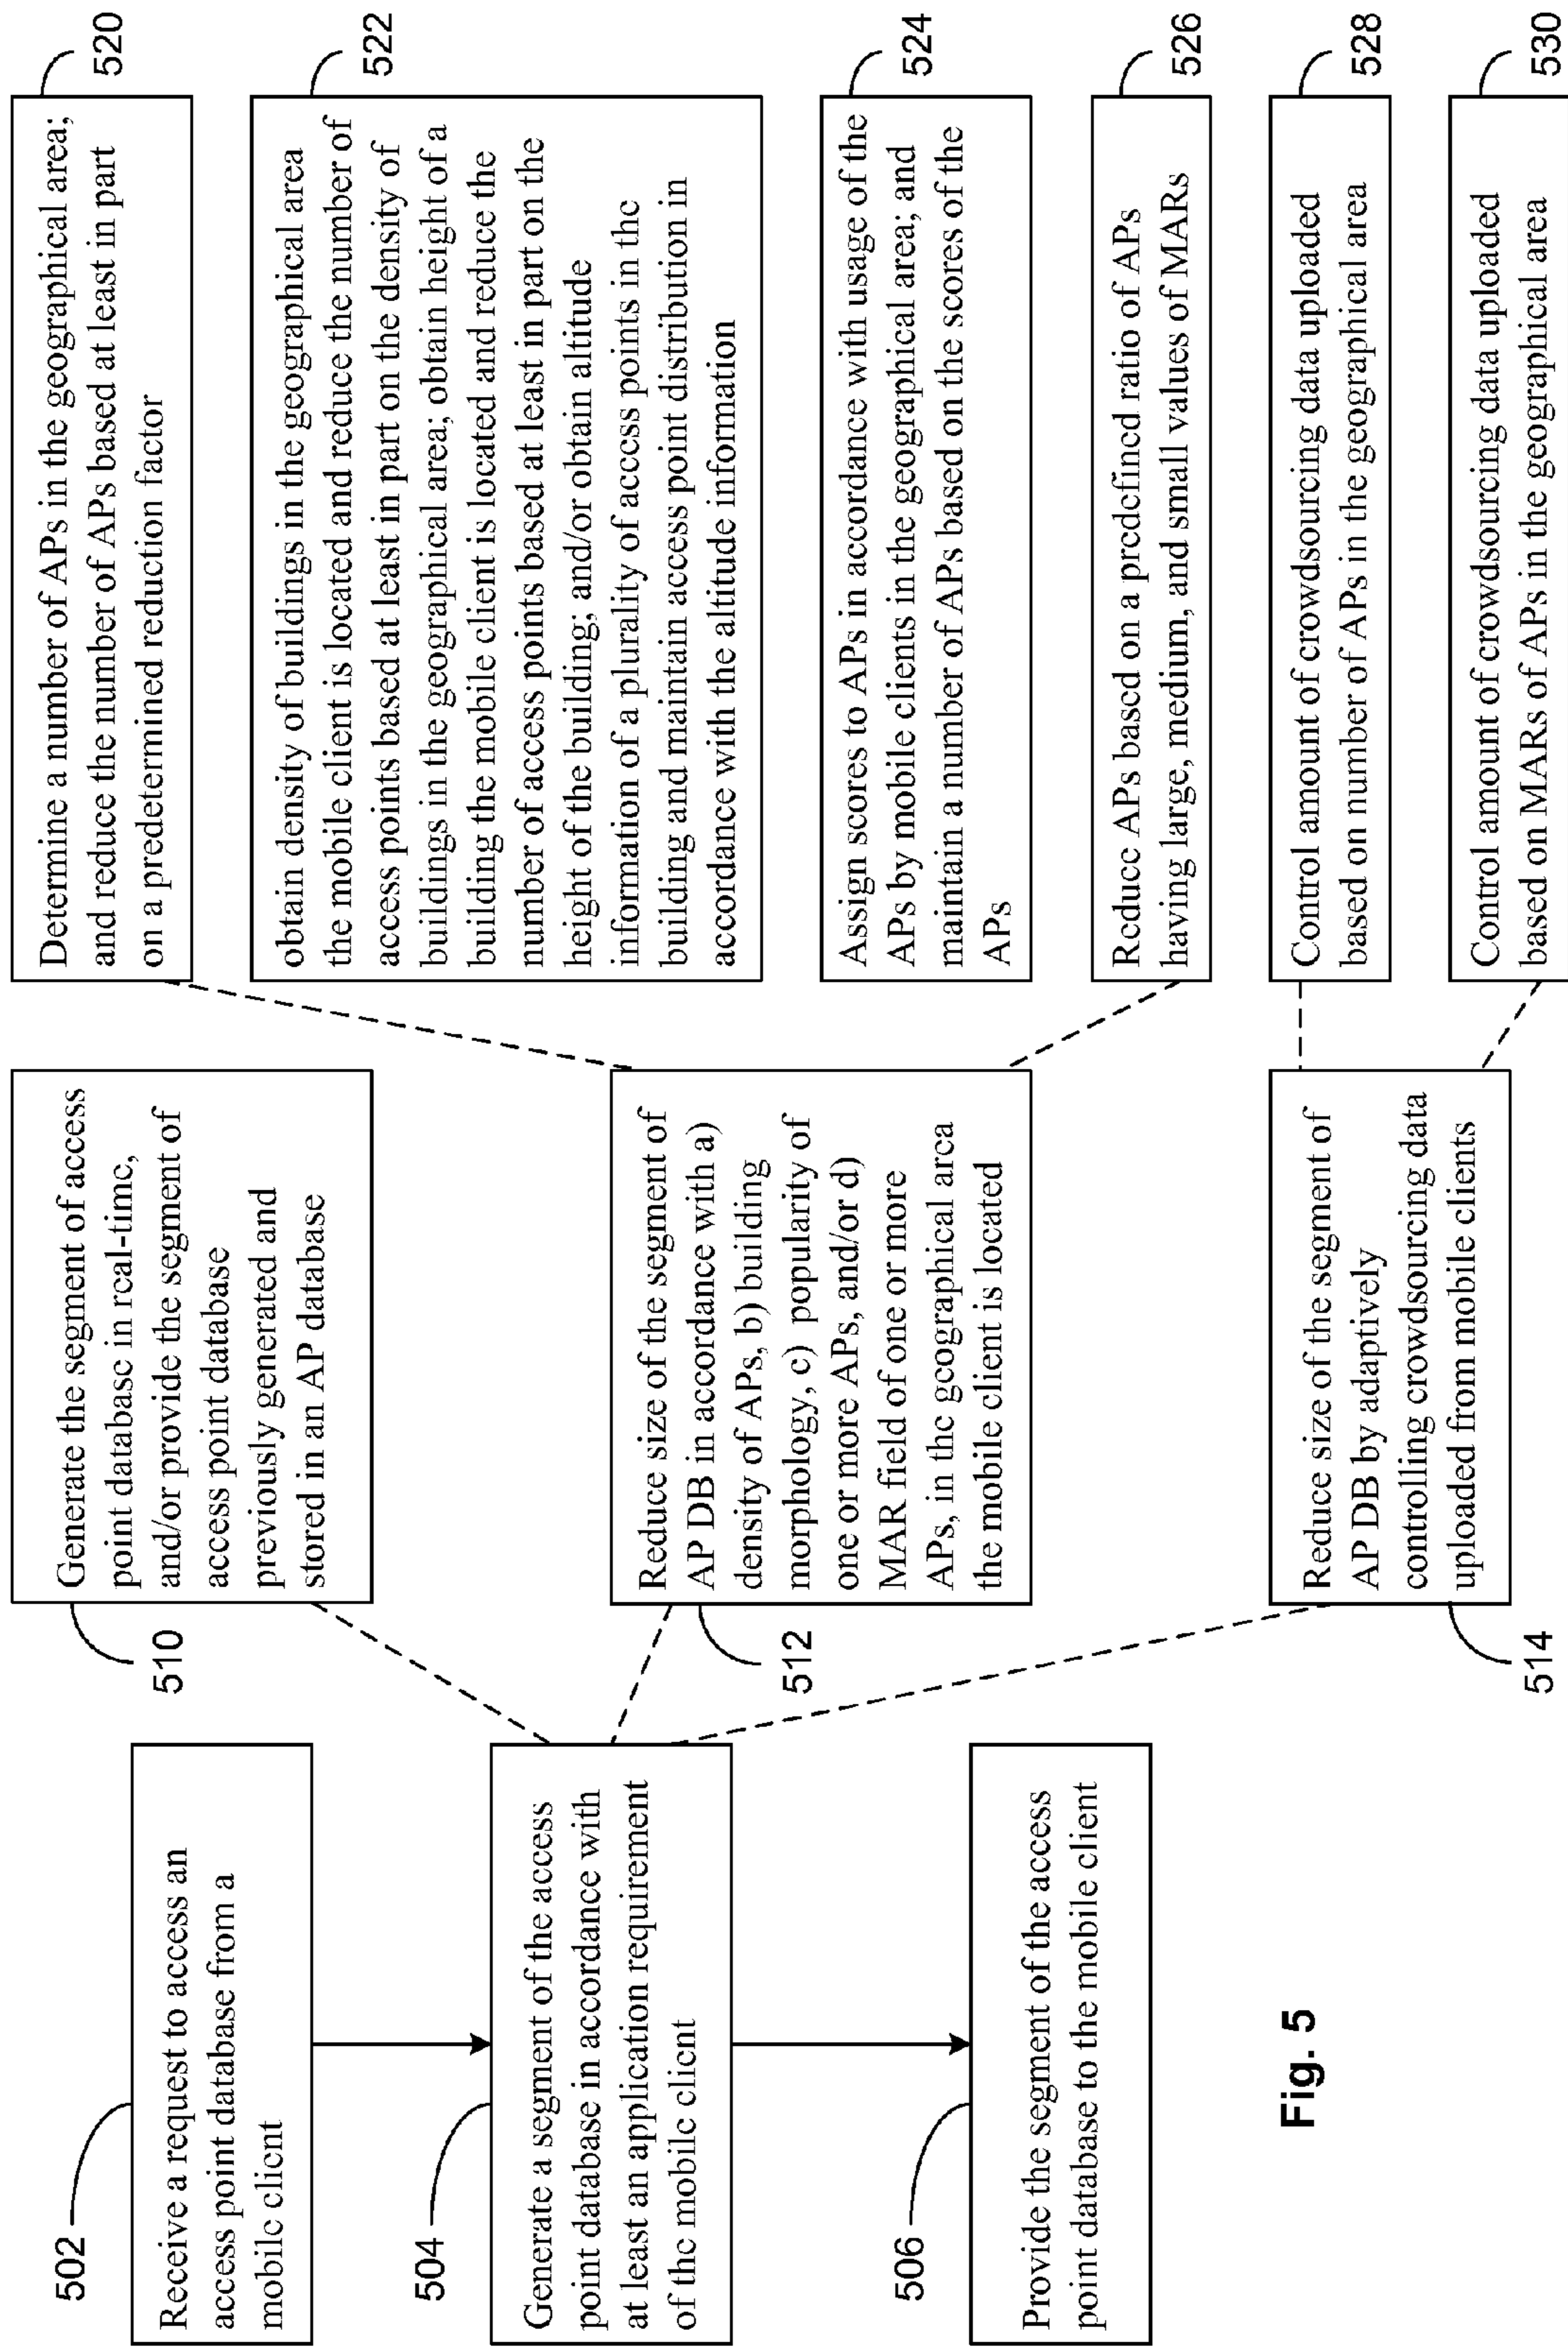 502
Receive a request to access an
access point database from a
mobile client
504
Generate a segment of the access
point database in accordance with
at least an application requirement
of the mobile client
506
Provide the segment of the access
point database to the mobile client
510
Generate the segment of access
point database in real-time,
and/or provide the segment of
access point database
previously generated and
stored in an AP database
512
Reduce size of the segment of
AP DB in accordance with a)
density of APs, b) building
morphology, c) popularity of
one or more APs, and/or d)
MAR field of one or more
APs, in the geographical area
the mobile client is located
514
Reduce size of the segment of
AP DB by adaptively
controlling crowdsourcing data
uploaded from mobile clients
520
Determine a number of APs in the geographical area;
and reduce the number of APs based at least in part
on a predetermined reduction factor
522
obtain density of buildings in the geographical area
the mobile client is located and reduce the number of
access points based at least in part on the density of
buildings in the geographical area; obtain height of a
building the mobile client is located and reduce the
number of access points based at least in part on the
height of the building; and/or obtain altitude
information of a plurality of access points in the
building and maintain access point distribution in
accordance with the altitude information
524
Assign scores to APs in accordance with usage of the
APs by mobile clients in the geographical area; and
maintain a number of APs based on the scores of the
APs
526
Reduce APs based on a predefined ratio of APs
having large, medium, and small values of MARs
528
Control amount of crowdsourcing data uploaded
based on number of APs in the geographical area
530
Control amount of crowdsourcing data uploaded
based on MARs of APs in the geographical area
Fig. 5